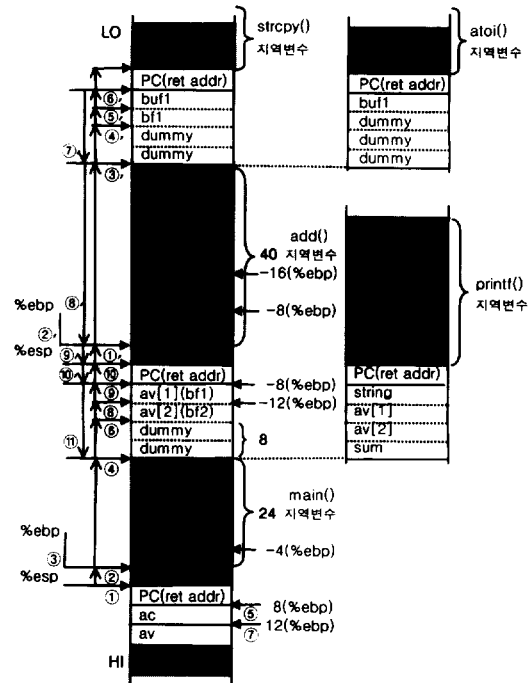 LO
strcpy()
지역변수
atoi()
지역변수
PC(ret addr)
PC(ret addr)
⑥, buf1
buf1
⑤, bf1
dummy
④, dummy
dummy
⑦, dummy
dummy
③,
add()
40 지역변수
-16(%ebp)
printf()
지역변수
-8(%ebp)
%ebp ⑧,
②,
%esp ⑨ ①,
⑩ ⑩ PC(ret addr)
-8(%ebp)
PC(ret addr)
⑨ av[1](bf1)
-12(%ebp)
string
⑧ av[2](bf2)
av[1]
⑥ dummy
8
av[2]
⑪ dummy
sum
④
main()
24 지역변수
%ebp
-4(%ebp)
③
%esp ②
① PC(ret addr)
8(%ebp)
ac
⑤
12(%ebp)
av
⑦
HI